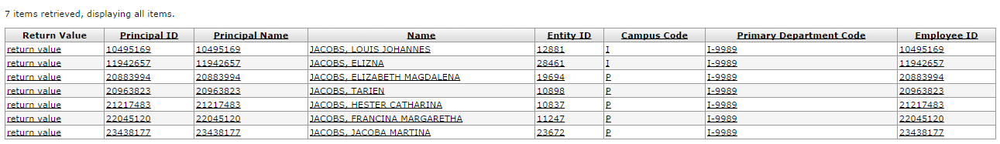 7 items retrieved, displaying all items.
Return Value Principal ID Principal Name Name Entity ID Campus Code Primary Department Code Employee ID
return value 10495169 10495169 JACOBS, LOUIS JOHANNES 12881 I I-9989 10495169
return value 11942657 11942657 JACOBS, ELIZNA 28461 I I-9989 11942657
return value 20883994 20883994 JACOBS, ELIZABETH MAGDALENA 19694 P I-9989 20883994
return value 20963823 20963823 JACOBS, TARIEN 10898 P I-9989 20963823
return value 21217483 21217483 JACOBS, HESTER CATHARINA 10837 P I-9989 21217483
return value 22045120 22045120 JACOBS, FRANCINA MARGARETHA 11247 P I-9989 22045120
return value 23438177 23438177 JACOBS, JACOBA MARTINA 23672 P I-9989 23438177